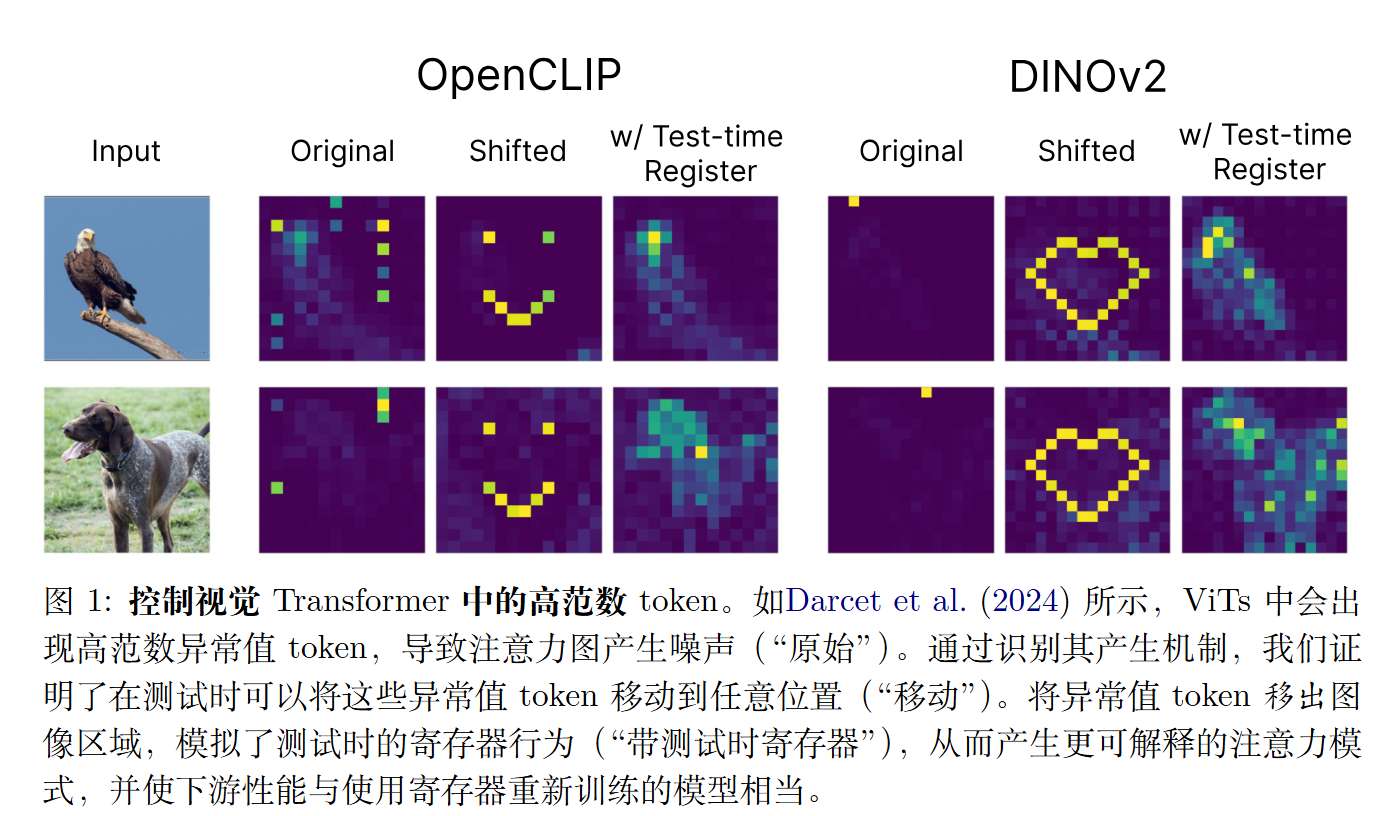 OpenCLIP DINOv2
Input Original Shifted w/ Test-time Register Original Shifted w/ Test-time Register
图 1: 控制视觉 Transformer 中的高范数 token。如Darcet et al. (2024) 所示，ViTs 中会出
现高范数异常值 token，导致注意力图产生噪声（“原始”）。通过识别其产生机制，我们证
明了在测试时可以将这些异常值 token 移动到任意位置（“移动”）。将异常值 token 移出图
像区域，模拟了测试时的寄存器行为（“带测试时寄存器”），从而产生更可解释的注意力模
式，并使下游性能与使用寄存器重新训练的模型相当。